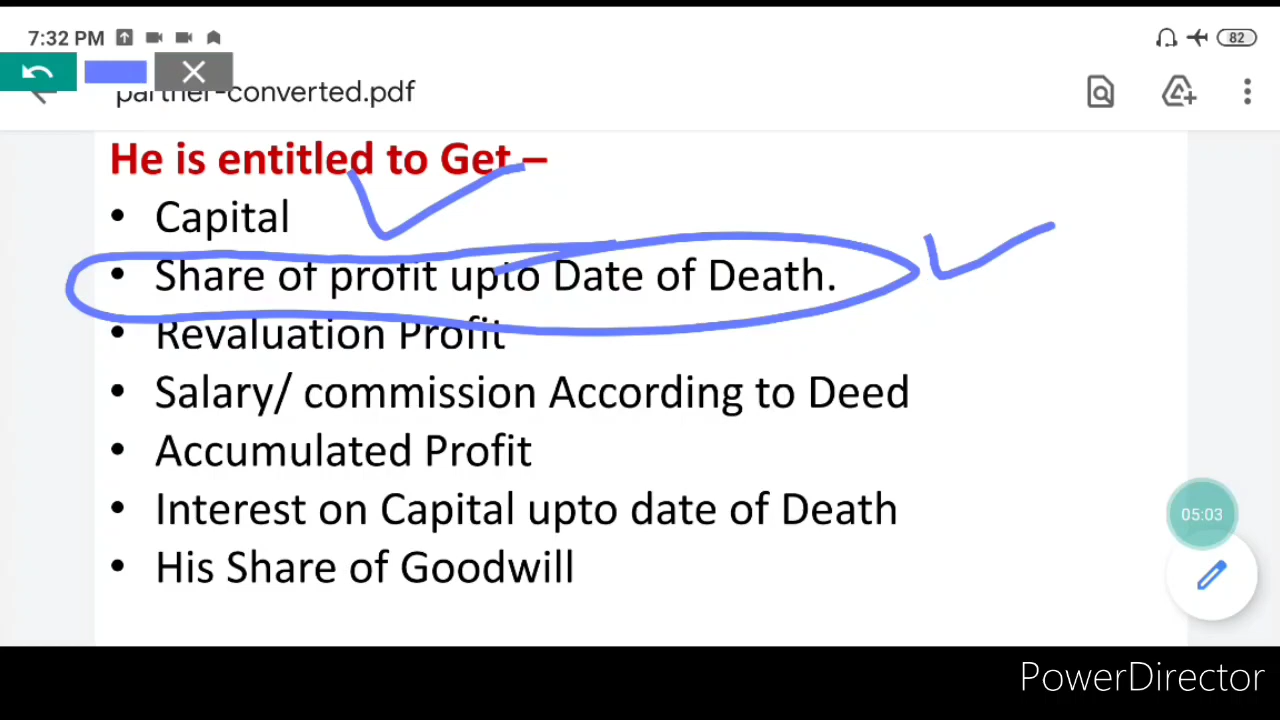 7:32 PM
82
partner-converted.pdf
He is entitled to Get –
• Capital
• Share of profit upto Date of Death.
• Revaluation Profit
• Salary/ commission According to Deed
• Accumulated Profit
• Interest on Capital upto date of Death
• His Share of Goodwill
05:03
PowerDirector